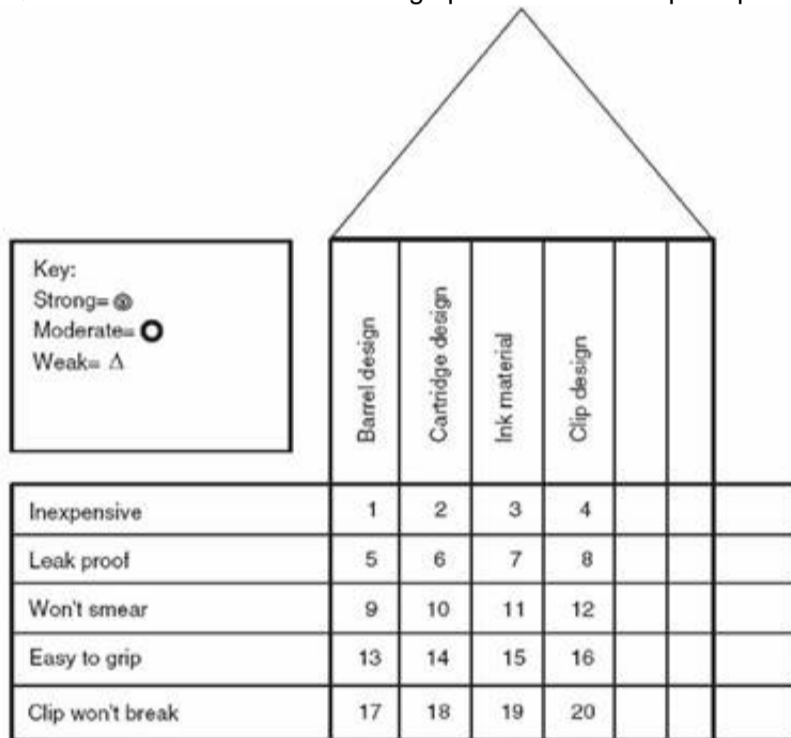 Key:
Strong= ◎
Moderate= O
Weak= Δ
Barrel design
Cartridge design
Ink material
Clip design
Inexpensive 1 2 3 4
Leak proof 5 6 7 8
Won't smear 9 10 11 12
Easy to grip 13 14 15 16
Clip won't break 17 18 19 20